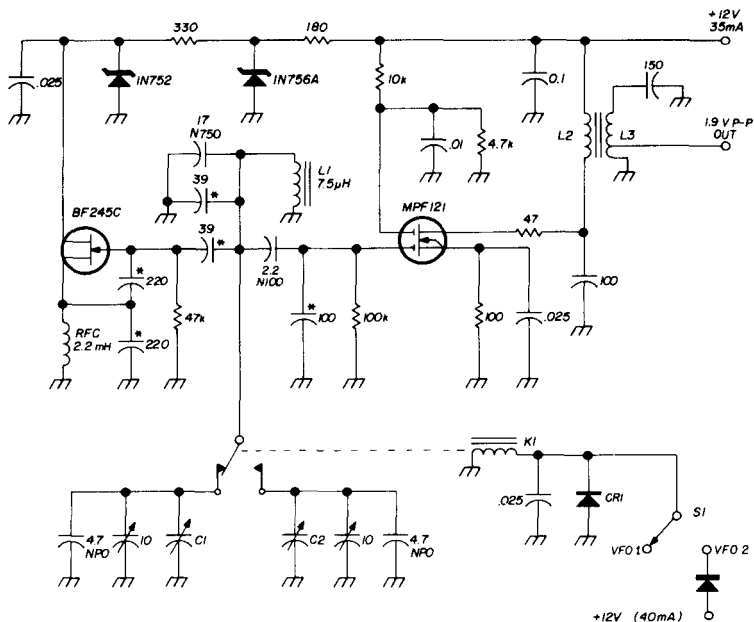 +12V
35mA
330
180
.025
1N752
1N756A
10k
0.1
150
1.9 V P-P
OUT
L2
L3
17
N750
.01
4.7k
L1
7.5µH
39
*
MPF121
BF245C
39
*
47
2.2
N100
*
220
*
100
100
RFC
2.2 mH
*
220
47k
100k
100
.025
K1
.025
CR1
S1
4.7
NPO
10
C1
C2
10
4.7
NPO
VFO 1
VFO 2
+12V (40mA)